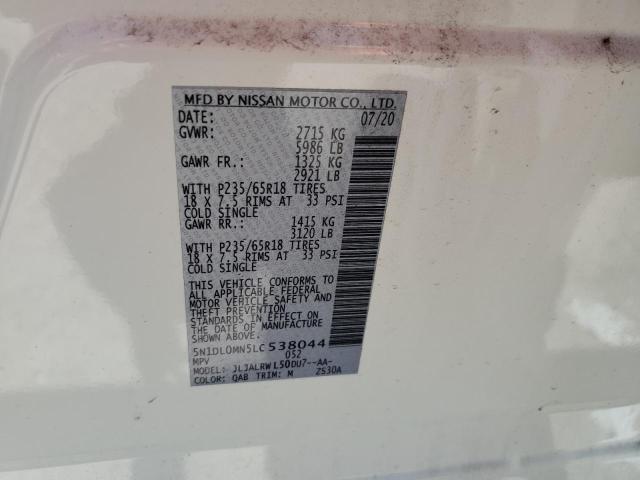 MFD BY NISSAN MOTOR CO., LTD.
DATE: 07/20
GVWR: 2715 KG
5986 LB
GAWR FR.: 1325 KG
2921 LB
WITH P235/65R18 TIRES
18 X 7.5 RIMS AT 33 PSI
COLD SINGLE
GAWR RR.: 1415 KG
3120 LB
WITH P235/65R18 TIRES
18 X 7.5 RIMS AT 33 PSI
COLD SINGLE
THIS VEHICLE CONFORMS TO
ALL APPLICABLE FEDERAL
MOTOR VEHICLE SAFETY AND
THEFT PREVENTION
STANDARDS IN EFFECT ON
THE DATE OF MFR. SHOWN
ABOVE.
5N1DL0MN5LC538044
MPV 052
MODEL: JLJALRWL50DU7--AA-
COLOR: QAB TRIM: M ZS30A